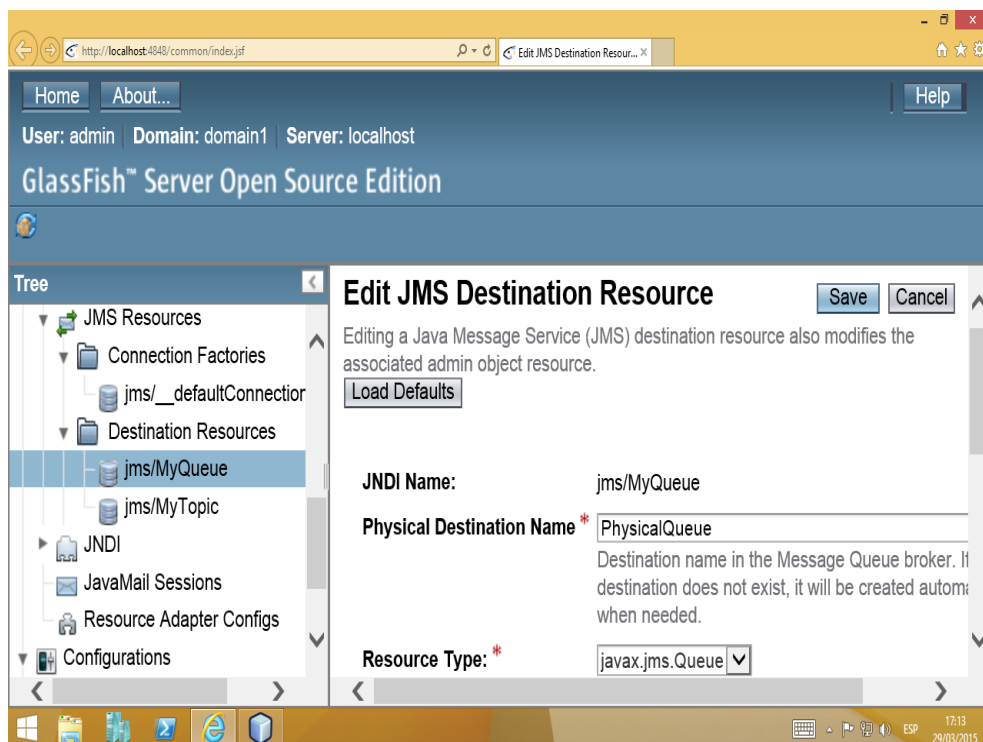 http://localhost:4848/common/index.jsf
Edit JMS Destination Resour...
Home About... Help
User: admin Domain: domain1 Server: localhost
GlassFish™ Server Open Source Edition
Tree
JMS Resources
Connection Factories
jms/__defaultConnection
Destination Resources
jms/MyQueue
jms/MyTopic
JNDI
JavaMail Sessions
Resource Adapter Configs
Configurations
Edit JMS Destination Resource
Save Cancel
Editing a Java Message Service (JMS) destination resource also modifies the
associated admin object resource.
Load Defaults
JNDI Name: jms/MyQueue
Physical Destination Name * PhysicalQueue
Destination name in the Message Queue broker. If
destination does not exist, it will be created automa
when needed.
Resource Type: * javax.jms.Queue
ESP
17:13
29/03/2015